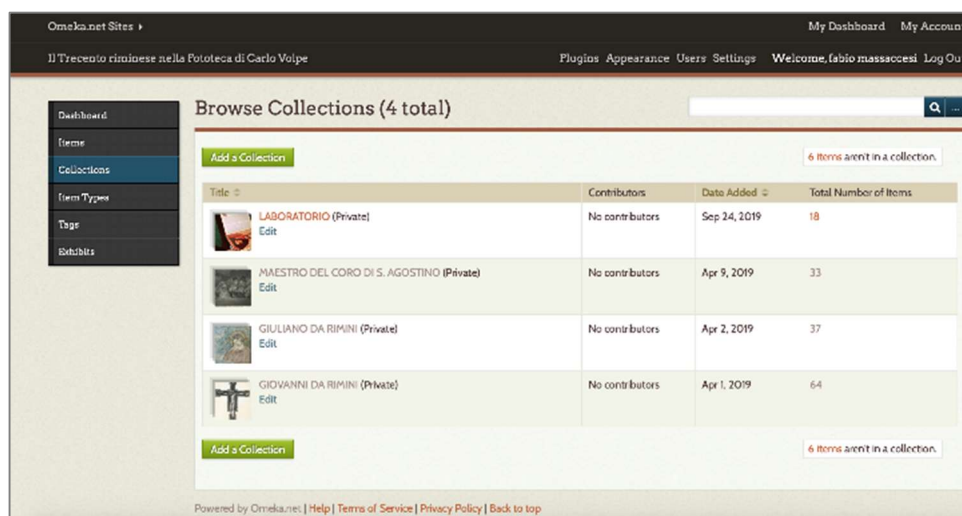 Omeka.net Sites
My Dashboard My Accoun
Il Trecento riminese nella Fototeca di Carlo Volpe
Plugins Appearance Users Settings Welcome, fabio massaccesi Log Ou
Dashboard
Items
Collections
Item Types
Tags
Exhibits
Browse Collections (4 total)
...
Add a Collection
6 Items aren't in a collection.
Title Contributors Date Added Total Number of Items
LABORATORIO (Private) No contributors Sep 24, 2019 18
Edit
MAESTRO DEL CORO DI S. AGOSTINO (Private) No contributors Apr 9, 2019 33
Edit
GIULIANO DA RIMINI (Private) No contributors Apr 2, 2019 37
Edit
GIOVANNI DA RIMINI (Private) No contributors Apr 1, 2019 64
Edit
Add a Collection
6 Items aren't in a collection.
Powered by Omeka.net | Help | Terms of Service | Privacy Policy | Back to top